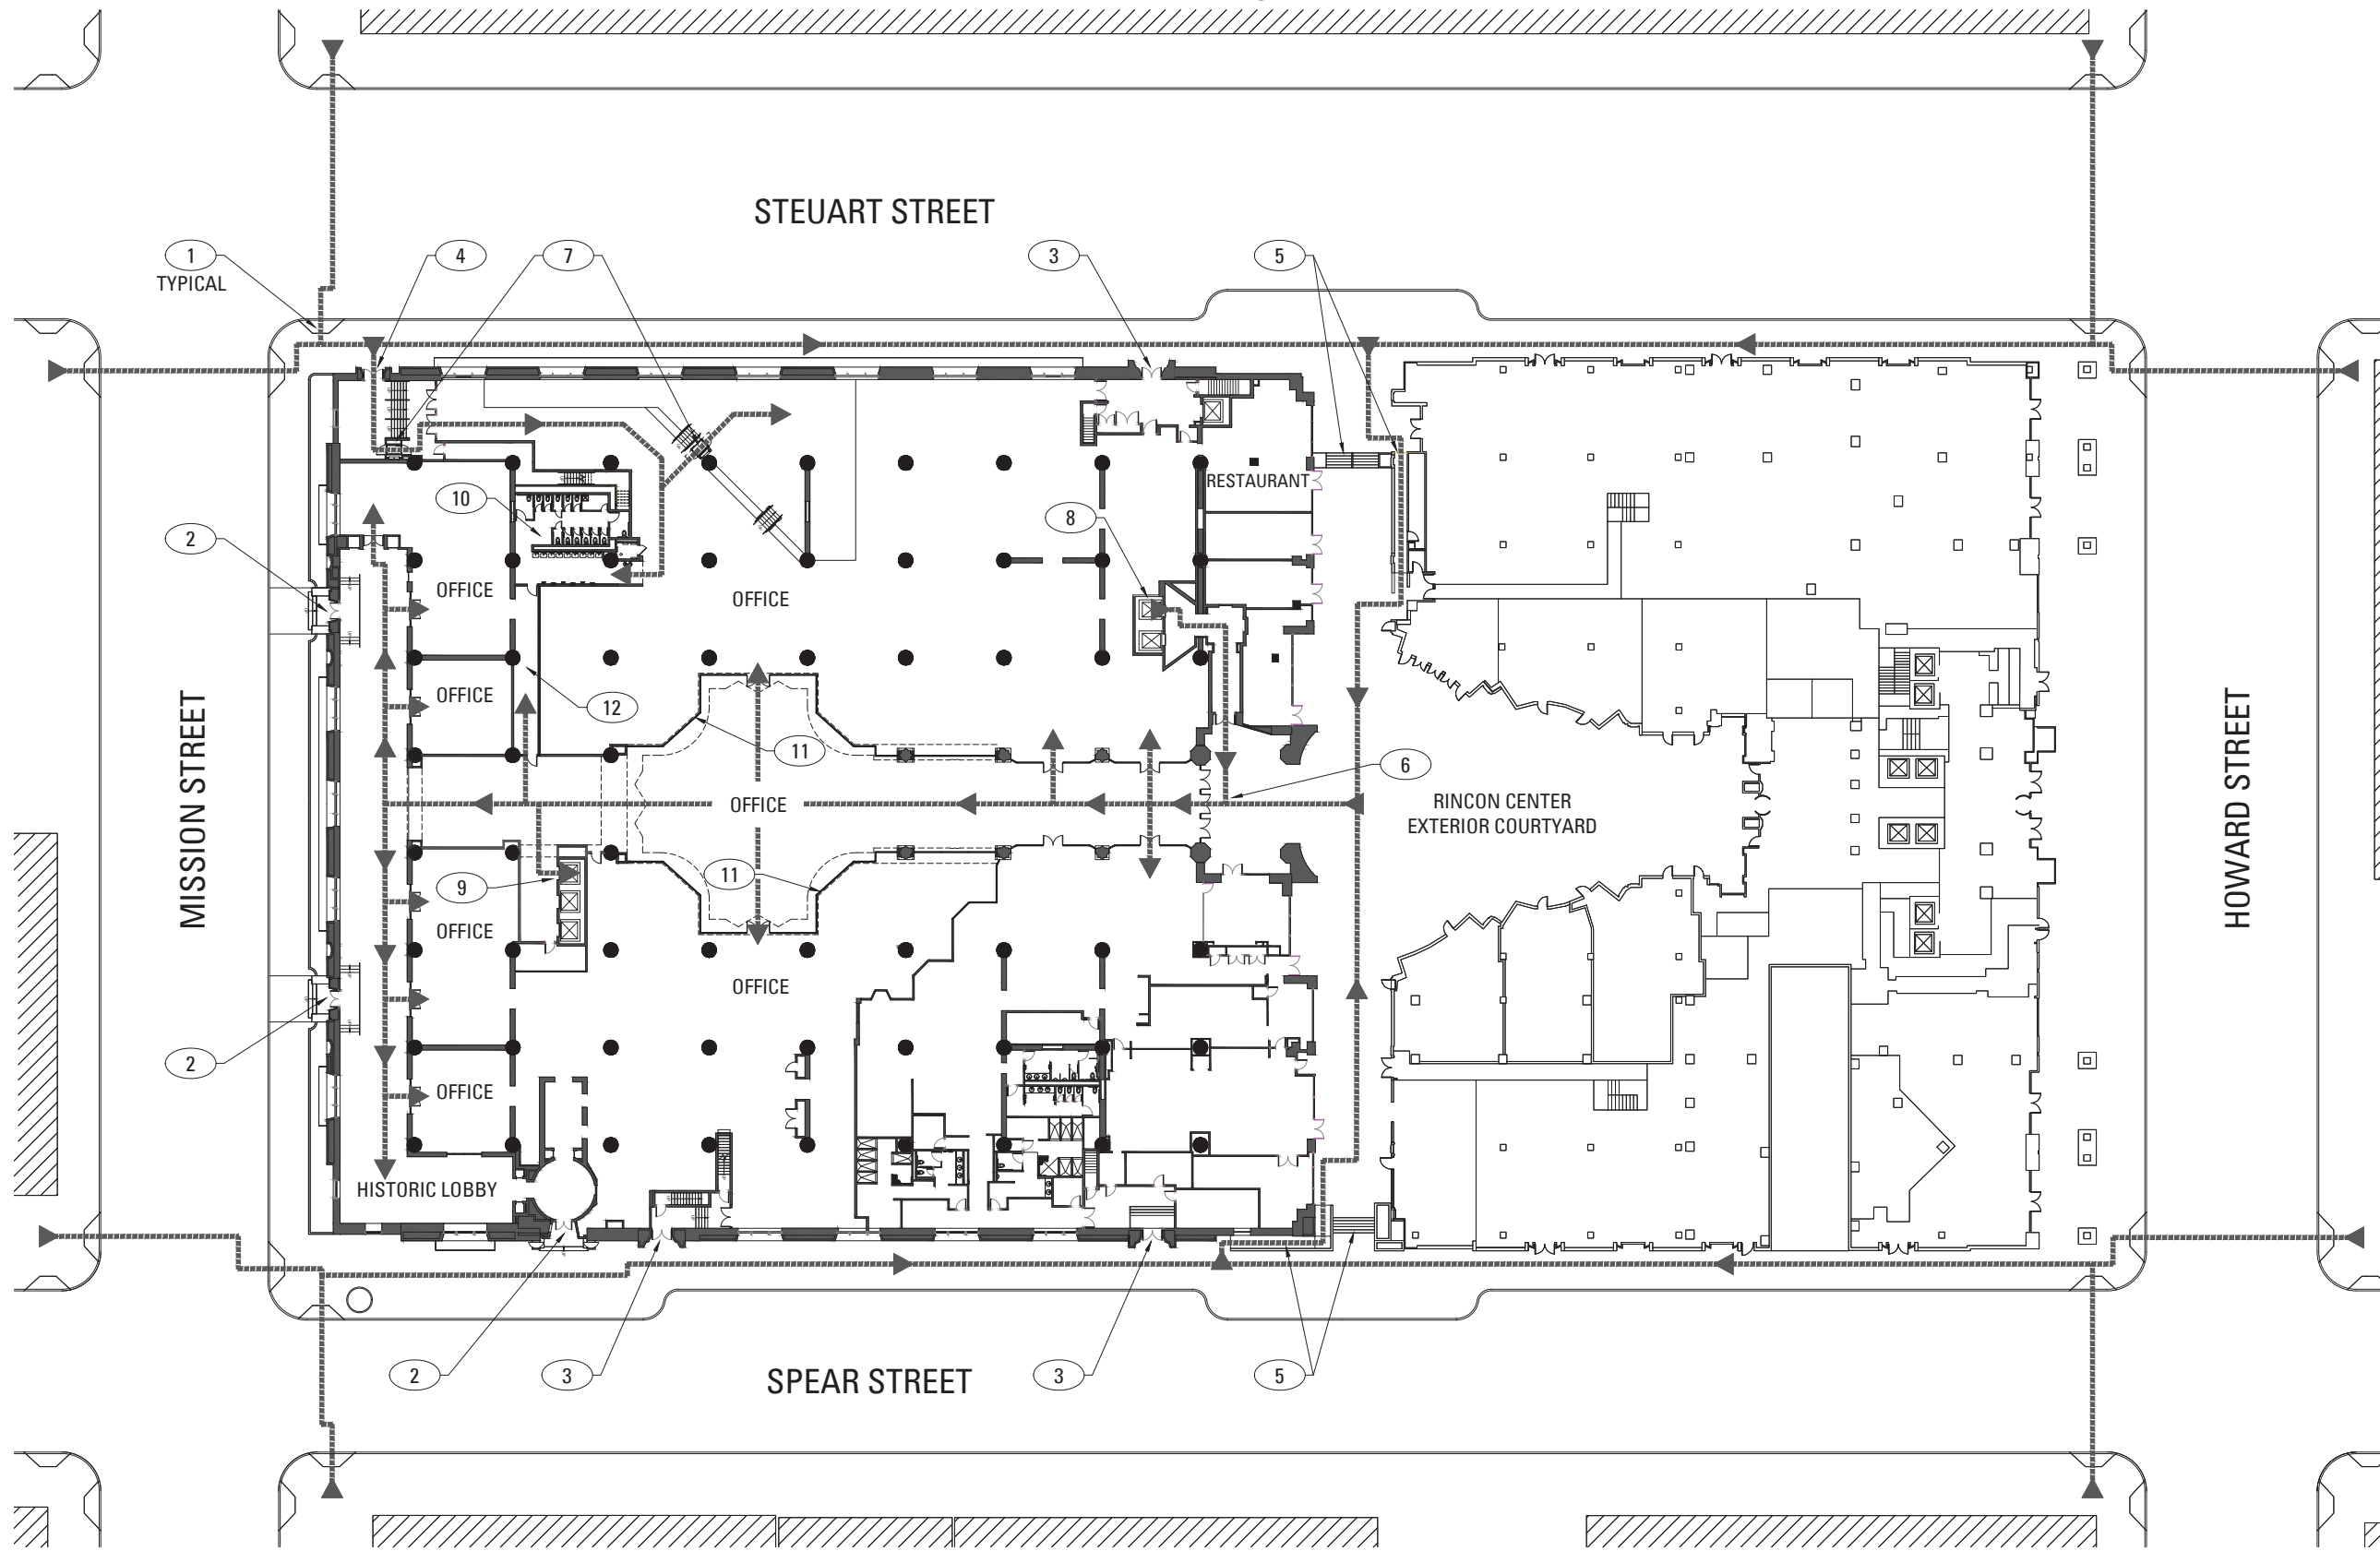 STEUART STREET
1
TYPICAL
4
7
3
5
10
RESTAURANT
8
2
OFFICE
OFFICE
OFFICE
12
11
6
MISSION STREET
OFFICE
RINCON CENTER
EXTERIOR COURTYARD
HOWARD STREET
9
11
OFFICE
OFFICE
2
OFFICE
HISTORIC LOBBY
2
3
SPEAR STREET
3
5